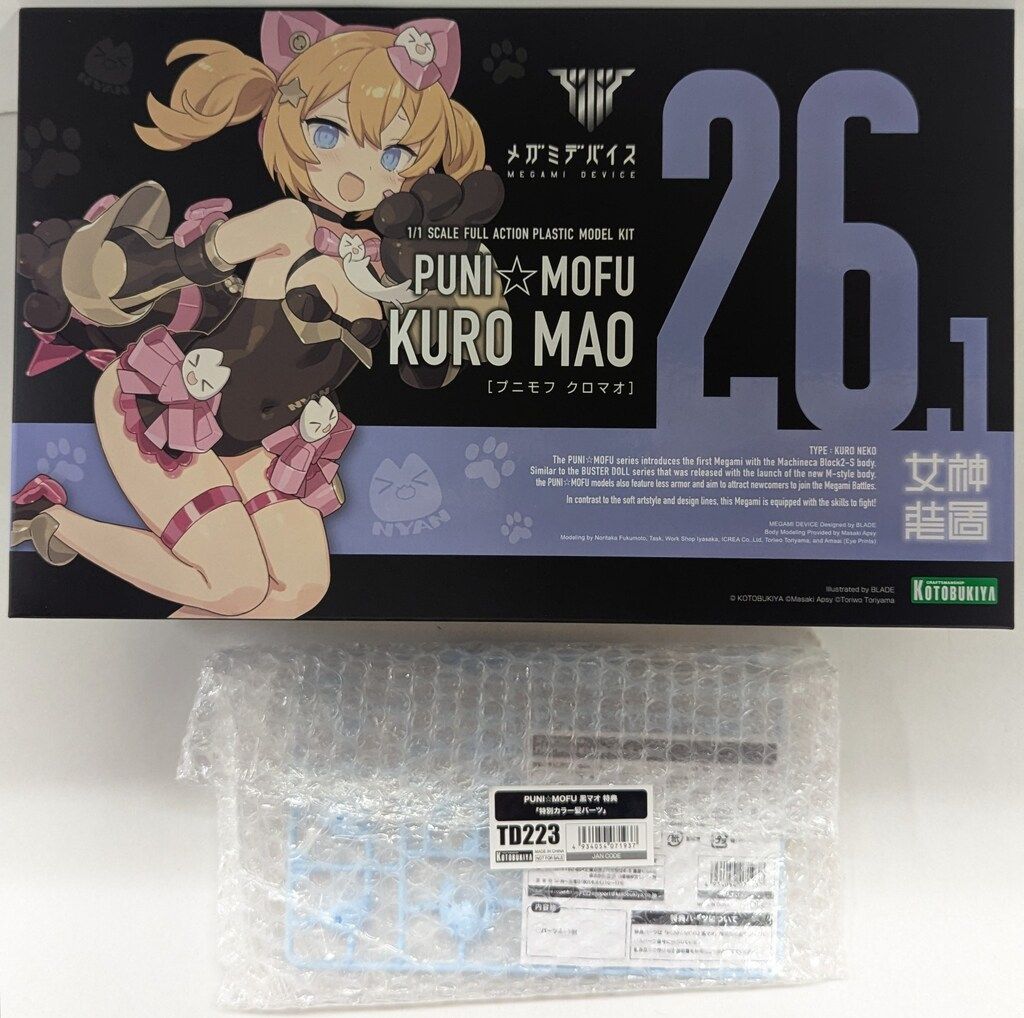 メガミデバイス
MEGAMI DEVICE
26.1
1/1 SCALE FULL ACTION PLASTIC MODEL KIT
PUNI☆MOFU
KURO MAO
[プニモフ クロマオ]
NYAN
NYAN
NYAN
TYPE : KURO NEKO
The PUNI☆MOFU series introduces the first Megami with the Machineca Block2-S body.
Similar to the BUSTER DOLL series that was released with the launch of the new M-style body,
the PUNI☆MOFU models also feature less armor and aim to attract newcomers to join the Megami Battles.
In contrast to the soft artstyle and design lines, this Megami is equipped with the skills to fight!
女神
装置
MEGAMI DEVICE Designed by BLADE
Body Modeling Provided by Masaki Apsy
Modeling by Noritaka Fukumoto, Task, Work Shop Iyasaka, ICREA Co., Ltd, Toriwo Toriyama, and Amaai (Eye Prints)
Illustrated by BLADE
© KOTOBUKIYA ©Masaki Apsy ©Toriwo Toriyama
CRAFTSMANSHIP
KOTOBUKIYA
PUNI☆MOFU 黒マオ 特典
「特別カラー髪パーツ」
TD223
4 934054 071937
KOTOBUKIYA
MADE IN CHINA
NOT FOR SALE
JAN CODE
内容物